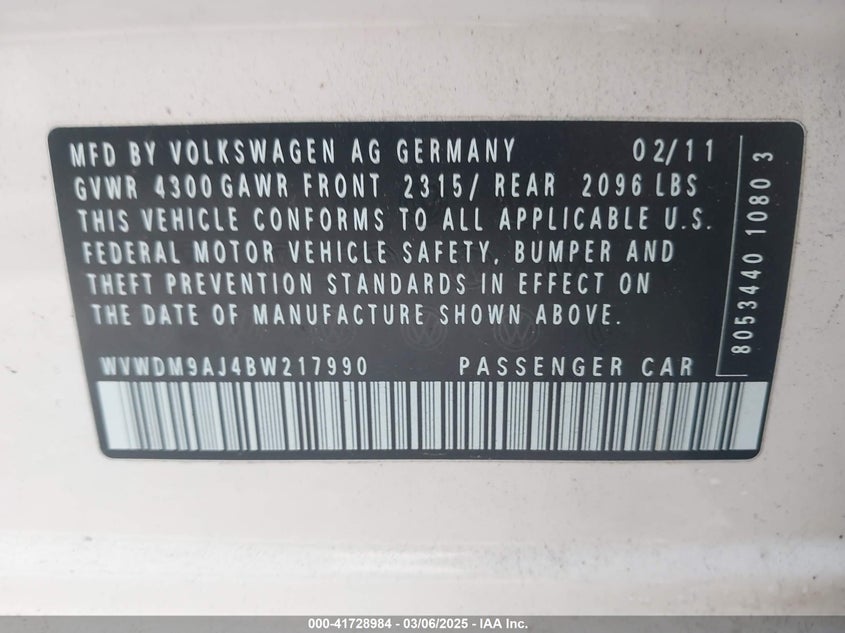 MFD BY VOLKSWAGEN AG GERMANY 02/11
GVWR 4300 GAWR FRONT 2315/ REAR 2096 LBS
THIS VEHICLE CONFORMS TO ALL APPLICABLE U.S.
FEDERAL MOTOR VEHICLE SAFETY, BUMPER AND
THEFT PREVENTION STANDARDS IN EFFECT ON
THE DATE OF MANUFACTURE SHOWN ABOVE.
WVWDM9AJ4BW217990 PASSENGER CAR
8053440 1080 3
000-41728984 - 03/06/2025 - IAA Inc.